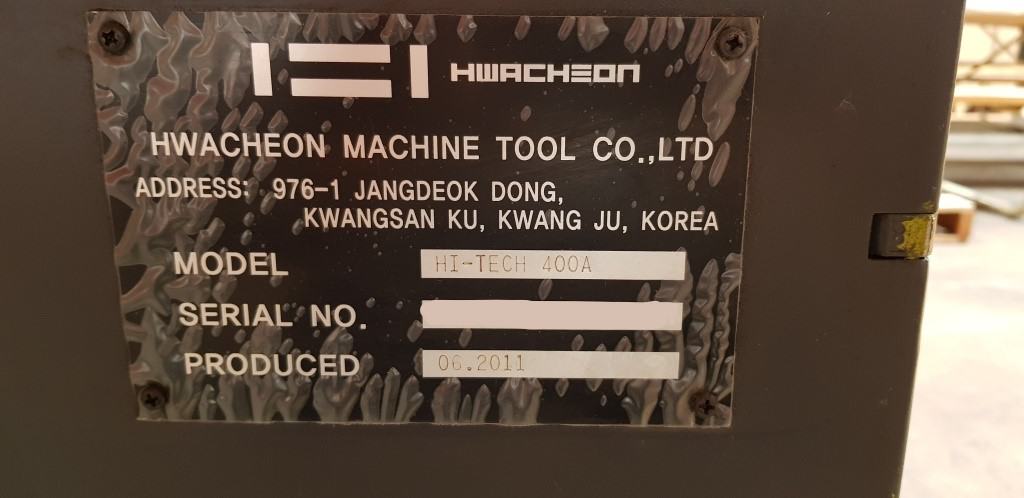 HWACHEON
HWACHEON MACHINE TOOL CO.,LTD
ADDRESS: 976-1 JANGDEOK DONG,
KWANGSAN KU, KWANG JU, KOREA
MODEL HI-TECH 400A
SERIAL NO.
PRODUCED 06.2011